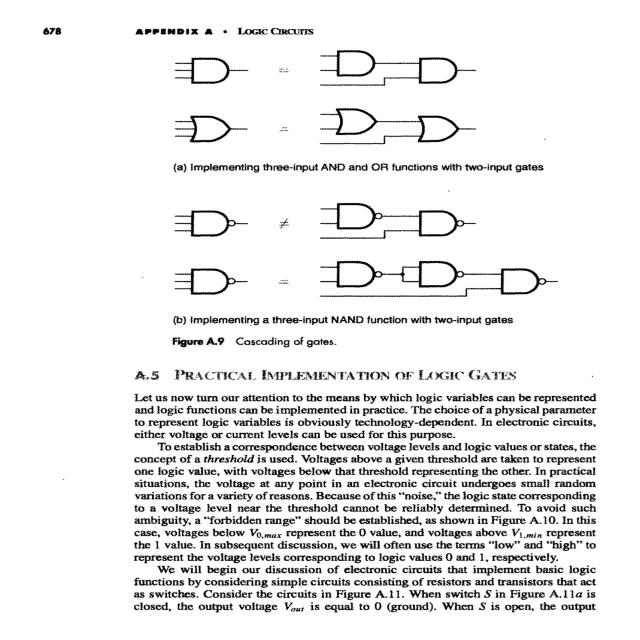 678 APPENDIX A • LOGIC CIRCUITS
=
=
(a) Implementing three-input AND and OR functions with two-input gates
≠
=
(b) Implementing a three-input NAND function with two-input gates
Figure A.9 Cascading of gates.
A.5 PRACTICAL IMPLEMENTATION OF LOGIC GATES
Let us now turn our attention to the means by which logic variables can be represented
and logic functions can be implemented in practice. The choice of a physical parameter
to represent logic variables is obviously technology-dependent. In electronic circuits,
either voltage or current levels can be used for this purpose.
To establish a correspondence between voltage levels and logic values or states, the
concept of a threshold is used. Voltages above a given threshold are taken to represent
one logic value, with voltages below that threshold representing the other. In practical
situations, the voltage at any point in an electronic circuit undergoes small random
variations for a variety of reasons. Because of this “noise,” the logic state corresponding
to a voltage level near the threshold cannot be reliably determined. To avoid such
ambiguity, a “forbidden range” should be established, as shown in Figure A.10. In this
case, voltages below V0,max represent the 0 value, and voltages above V1,min represent
the 1 value. In subsequent discussion, we will often use the terms “low” and “high” to
represent the voltage levels corresponding to logic values 0 and 1, respectively.
We will begin our discussion of electronic circuits that implement basic logic
functions by considering simple circuits consisting of resistors and transistors that act
as switches. Consider the circuits in Figure A.11. When switch S in Figure A.11a is
closed, the output voltage Vout is equal to 0 (ground). When S is open, the output